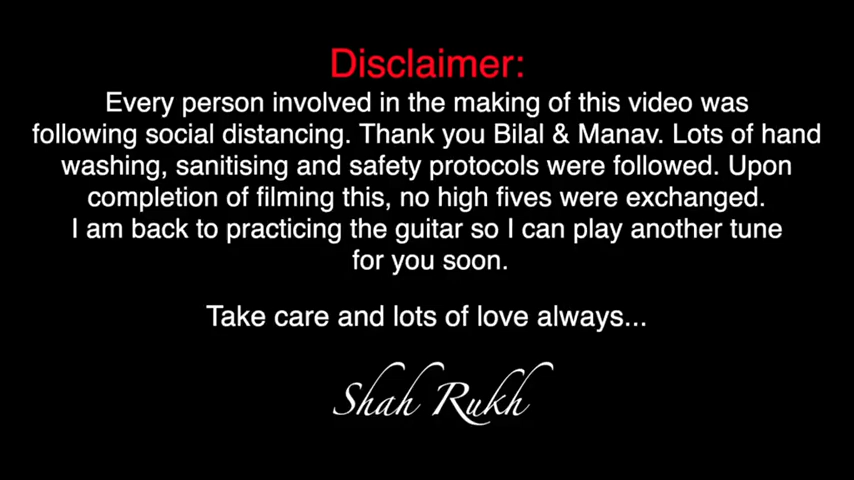 Disclaimer:
Every person involved in the making of this video was
following social distancing. Thank you Bilal & Manav. Lots of hand
washing, sanitising and safety protocols were followed. Upon
completion of filming this, no high fives were exchanged.
I am back to practicing the guitar so I can play another tune
for you soon.
Take care and lots of love always...
Shah Rukh